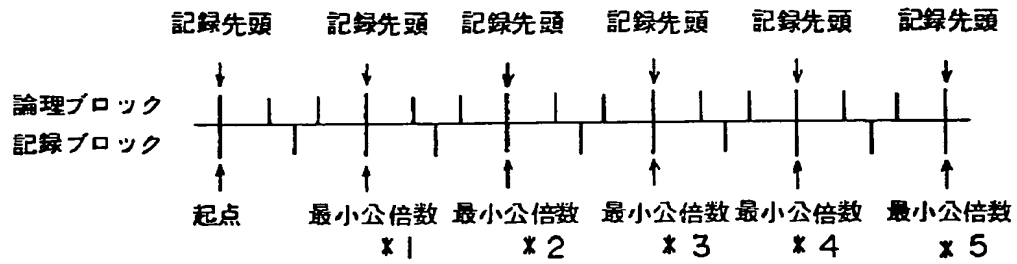 記録先頭 記録先頭 記録先頭 記録先頭 記録先頭 記録先頭
論理ブロック
記録ブロック
起点 最小公倍数 最小公倍数 最小公倍数 最小公倍数 最小公倍数
*1 *2 *3 *4 *5